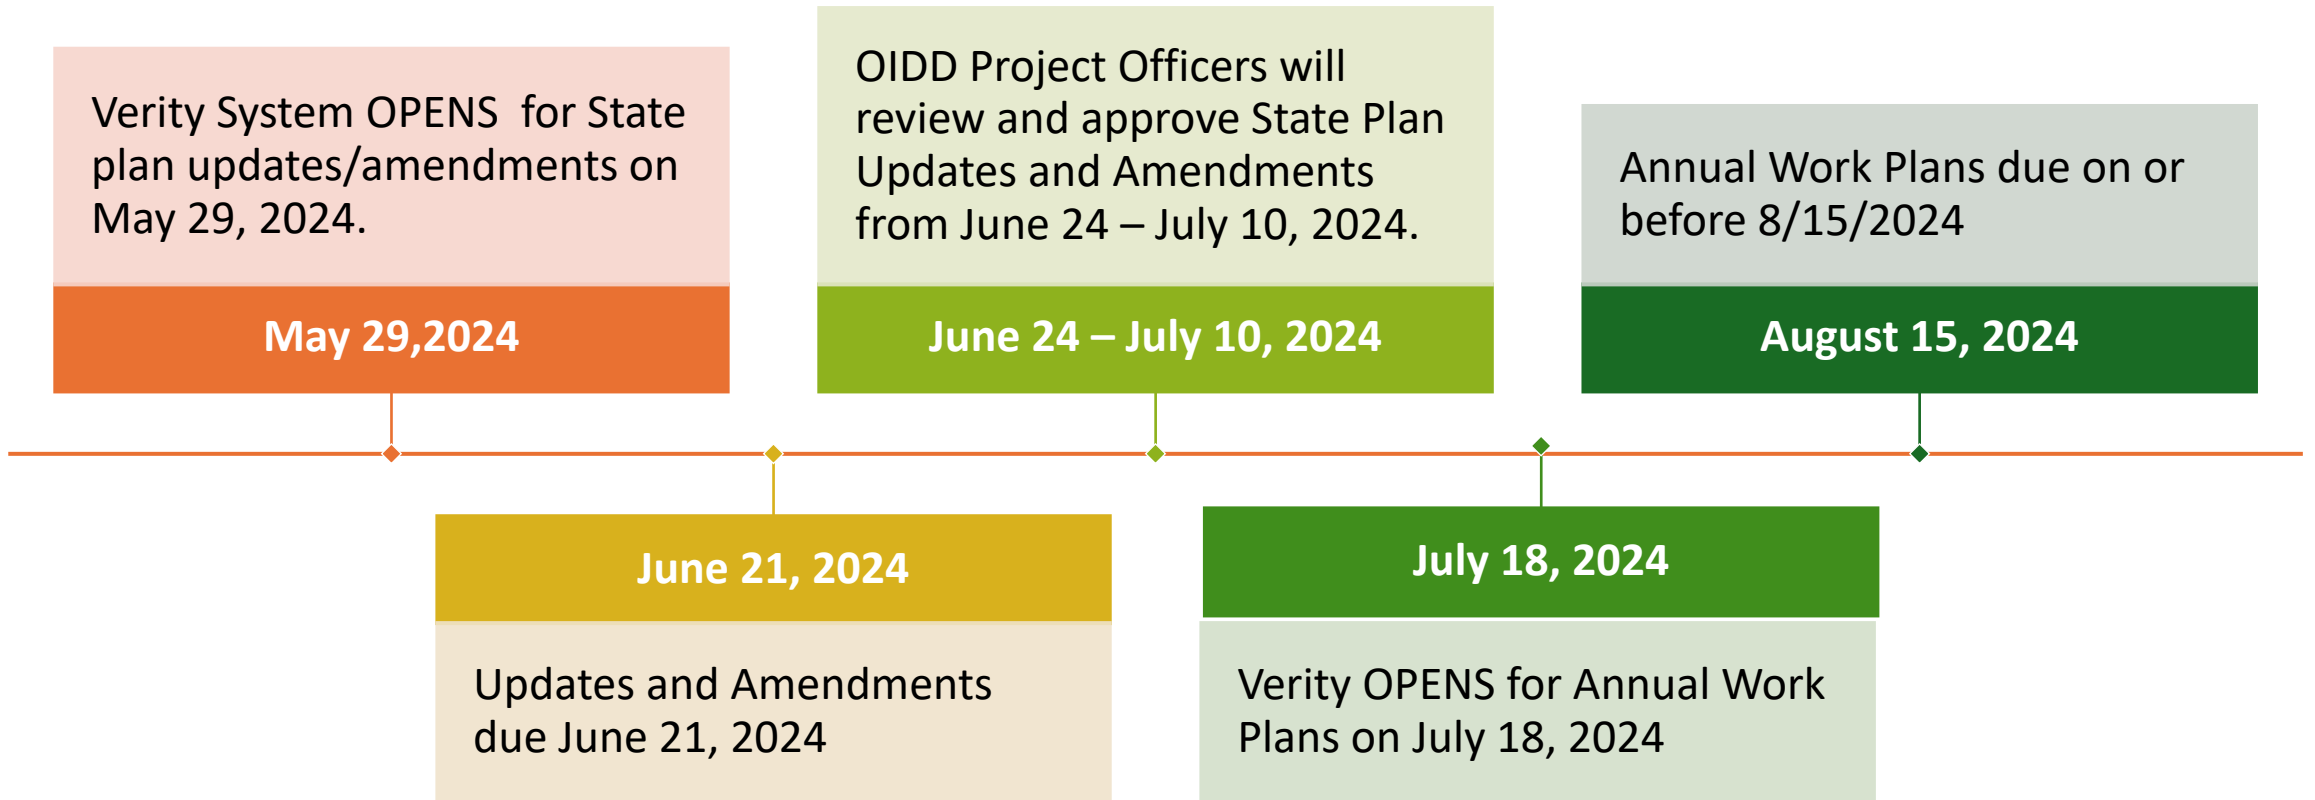 Verity System OPENS  for State
plan updates/amendments on
May 29, 2024.
May 29,2024
Updates and Amendments
due June 21, 2024
June 21, 2024
OIDD Project Officers will
review and approve State Plan
Updates and Amendments
from June 24 – July 10, 2024.
June 24 – July 10, 2024
July 18, 2024
Verity OPENS for Annual Work
Plans on July 18, 2024
Annual Work Plans due on or
before 8/15/2024
August 15, 2024